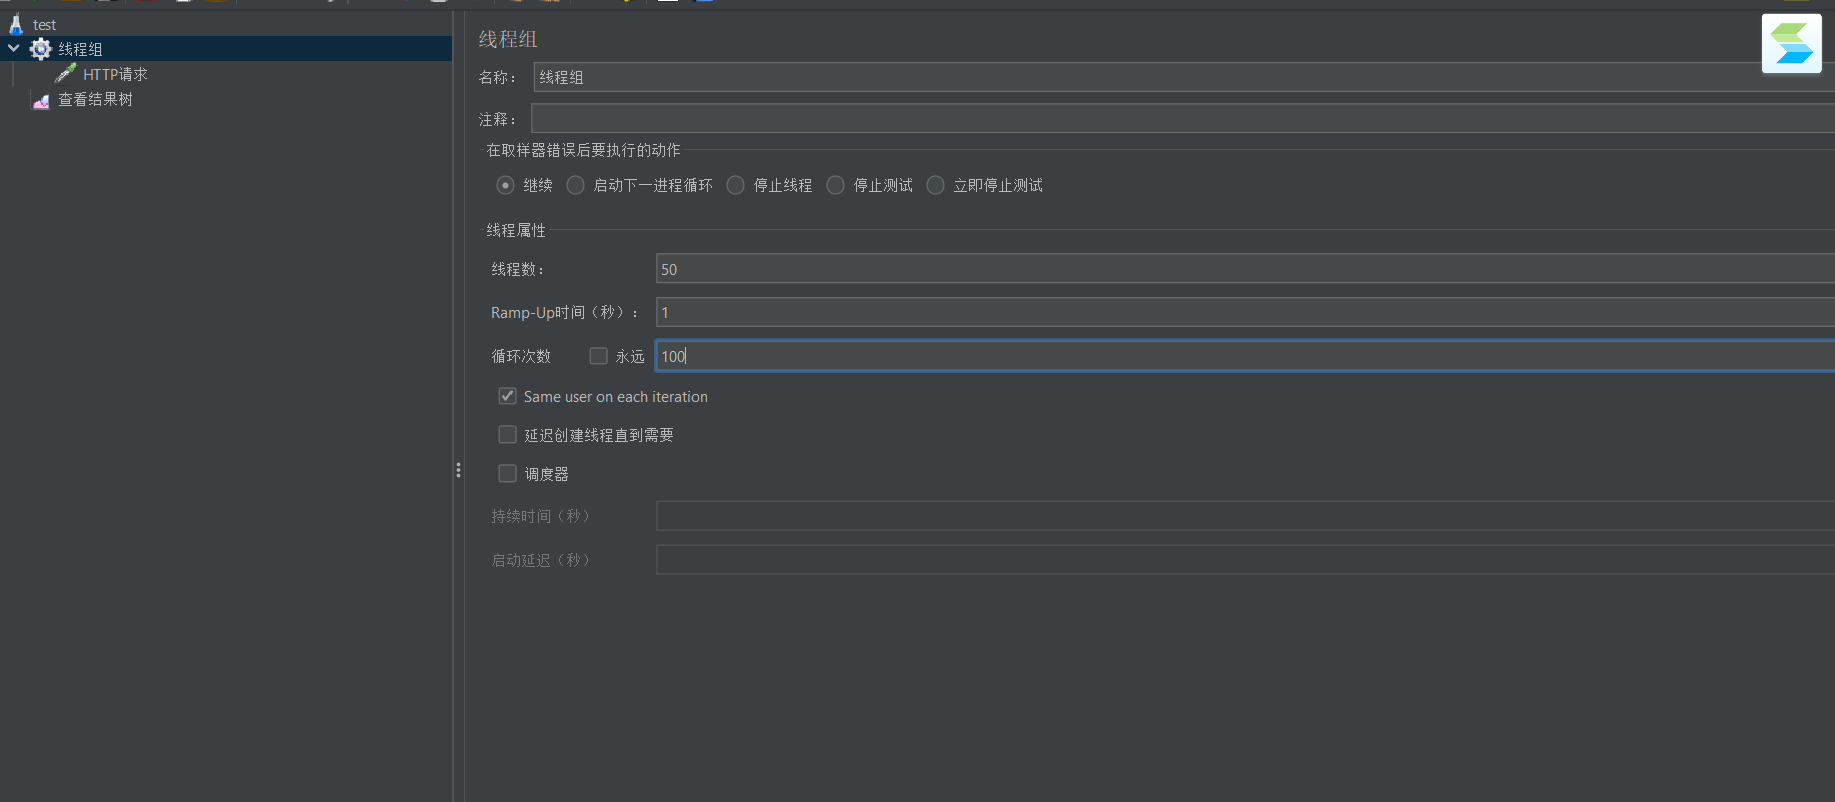 test
线程组
HTTP请求
查看结果树
线程组
名称： 线程组
注释：
在取样器错误后要执行的动作
继续 启动下一进程循环 停止线程 停止测试 立即停止测试
线程属性
线程数： 50
Ramp-Up时间（秒）： 1
循环次数 永远 100
Same user on each iteration
延迟创建线程直到需要
调度器
持续时间（秒）
启动延迟（秒）